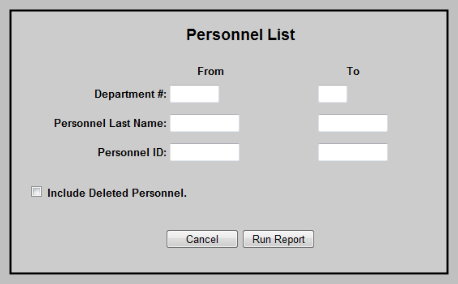 Personnel List
From To
Department #:
Personnel Last Name:
Personnel ID:
Include Deleted Personnel.
Cancel Run Report